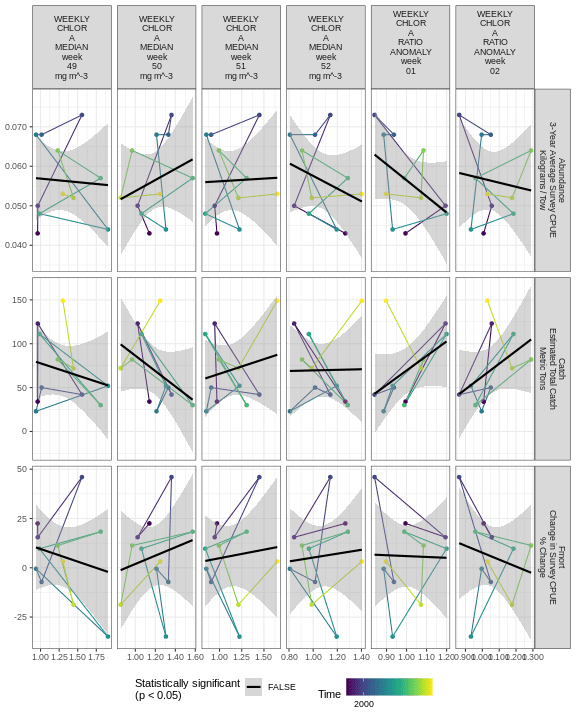 WEEKLY
CHLOR
A
MEDIAN
week
49
mg m^-3
WEEKLY
CHLOR
A
MEDIAN
week
50
mg m^-3
WEEKLY
CHLOR
A
MEDIAN
week
51
mg m^-3
WEEKLY
CHLOR
A
MEDIAN
week
52
mg m^-3
WEEKLY
CHLOR
A
RATIO
ANOMALY
week
01
WEEKLY
CHLOR
A
RATIO
ANOMALY
week
02
0.070
0.060
0.050
0.040
Abundance
3-Year Average Survey CPUE
Kilograms / Tow
150
100
50
0
Catch
Estimated Total Catch
Metric Tons
50
25
0
-25
Fmort
Change in Survey CPUE
% Change
1.00 1.25 1.50 1.75
1.00 1.20 1.40 1.60
1.00 1.25 1.50
0.80 1.00 1.20 1.40
0.90 1.00 1.10 1.20
0.900 1.000 1.100 1.200 1.300
Statistically significant
(p < 0.05)
FALSE
Time
2000